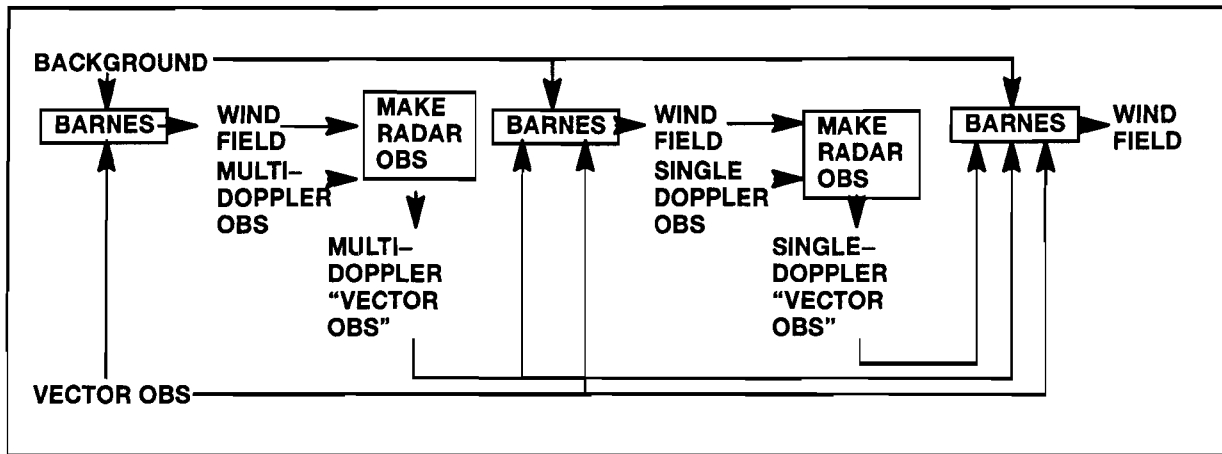 BACKGROUND
BARNES
WIND
FIELD
MULTI–
DOPPLER
OBS
MAKE
RADAR
OBS
MULTI–
DOPPLER
“VECTOR
OBS”
BARNES
WIND
FIELD
SINGLE
DOPPLER
OBS
MAKE
RADAR
OBS
SINGLE–
DOPPLER
“VECTOR
OBS”
BARNES
WIND
FIELD
VECTOR OBS